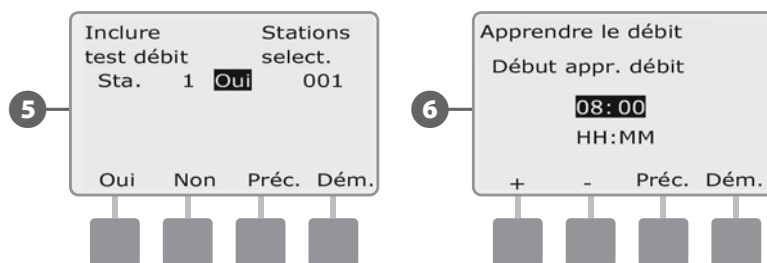 5
Inclure Stations
test débit select.
Sta. 1 Oui 001
Oui Non Préc. Dém.
6
Apprendre le débit
Début appr. débit
08:00
HH:MM
+ - Préc. Dém.